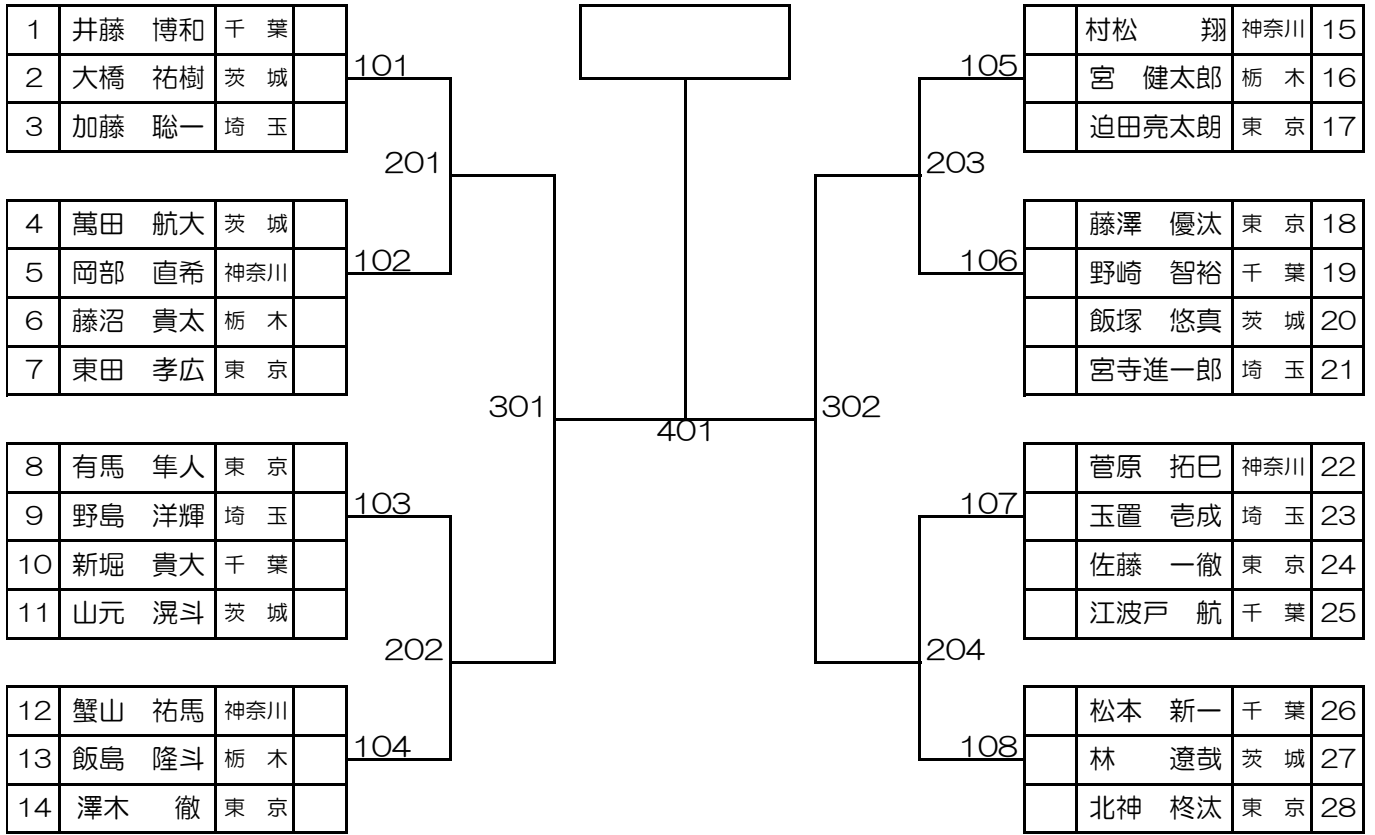 1 井藤 博和 千 葉
2 大橋 祐樹 茨 城
3 加藤 聡一 埼 玉
101
201
4 萬田 航大 茨 城
5 岡部 直希 神奈川
6 藤沼 貴太 栃 木
7 東田 孝広 東 京
102
301
8 有馬 隼人 東 京
9 野島 洋輝 埼 玉
10 新堀 貴大 千 葉
11 山元 滉斗 茨 城
103
202
12 蟹山 祐馬 神奈川
13 飯島 隆斗 栃 木
14 澤木 徹 東 京
104
401
村松 翔 神奈川 15
宮 健太郎 栃 木 16
迫田亮太朗 東 京 17
105
203
藤澤 優汰 東 京 18
野崎 智裕 千 葉 19
飯塚 悠真 茨 城 20
宮寺進一郎 埼 玉 21
106
302
菅原 拓巳 神奈川 22
玉置 壱成 埼 玉 23
佐藤 一徹 東 京 24
江波戸 航 千 葉 25
107
204
松本 新一 千 葉 26
林 遼哉 茨 城 27
北神 柊汰 東 京 28
108